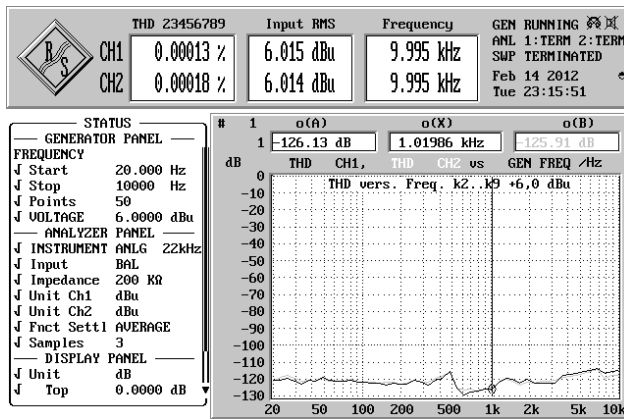 THD 23456789 Input RMS Frequency GEN RUNNING
R S CH1 0.00013 % 6.015 dBu 9.995 kHz ANL 1:TERM 2:TERM
SWP TERMINATED
CH2 0.00018 % 6.014 dBu 9.995 kHz Feb 14 2012
Tue 23:15:51
STATUS
GENERATOR PANEL
FREQUENCY
Start 20.000 Hz
Stop 10000 Hz
Points 50
VOLTAGE 6.0000 dBu
ANALYZER PANEL
INSTRUMENT ANLG 22kHz
Input BAL
Impedance 200 KΩ
Unit Ch1 dBu
Unit Ch2 dBu
Fnct Settl AVERAGE
Samples 3
DISPLAY PANEL
Unit dB
Top 0.0000 dB
# 1 o(A) o(X) o(B)
1 -126.13 dB 1.01986 kHz -125.91 dB
dB THD CH1, THD CH2 vs GEN FREQ /Hz
THD vers. Freq. k2..k9 +6,0 dBu
0
-10
-20
-30
-40
-50
-60
-70
-80
-90
-100
-110
-120
-130
20 50 100 200 500 1k 2k 5k 10k